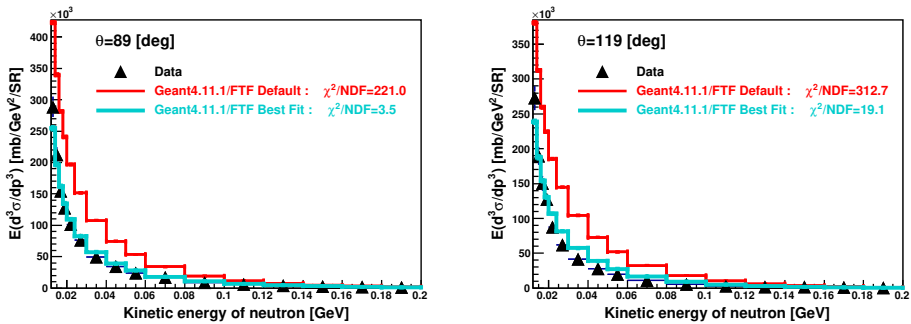 ×10³
θ=89 [deg]
Data
Geant4.11.1/FTF Default : χ²/NDF=221.0
Geant4.11.1/FTF Best Fit : χ²/NDF=3.5
E(d³σ/dp³) [mb/GeV²/SR]
400
350
300
250
200
150
100
50
0
0.02 0.04 0.06 0.08 0.1 0.12 0.14 0.16 0.18 0.2
Kinetic energy of neutron [GeV]
×10³
θ=119 [deg]
Data
Geant4.11.1/FTF Default : χ²/NDF=312.7
Geant4.11.1/FTF Best Fit : χ²/NDF=19.1
E(d³σ/dp³) [mb/GeV²/SR]
350
300
250
200
150
100
50
0
0.02 0.04 0.06 0.08 0.1 0.12 0.14 0.16 0.18 0.2
Kinetic energy of neutron [GeV]